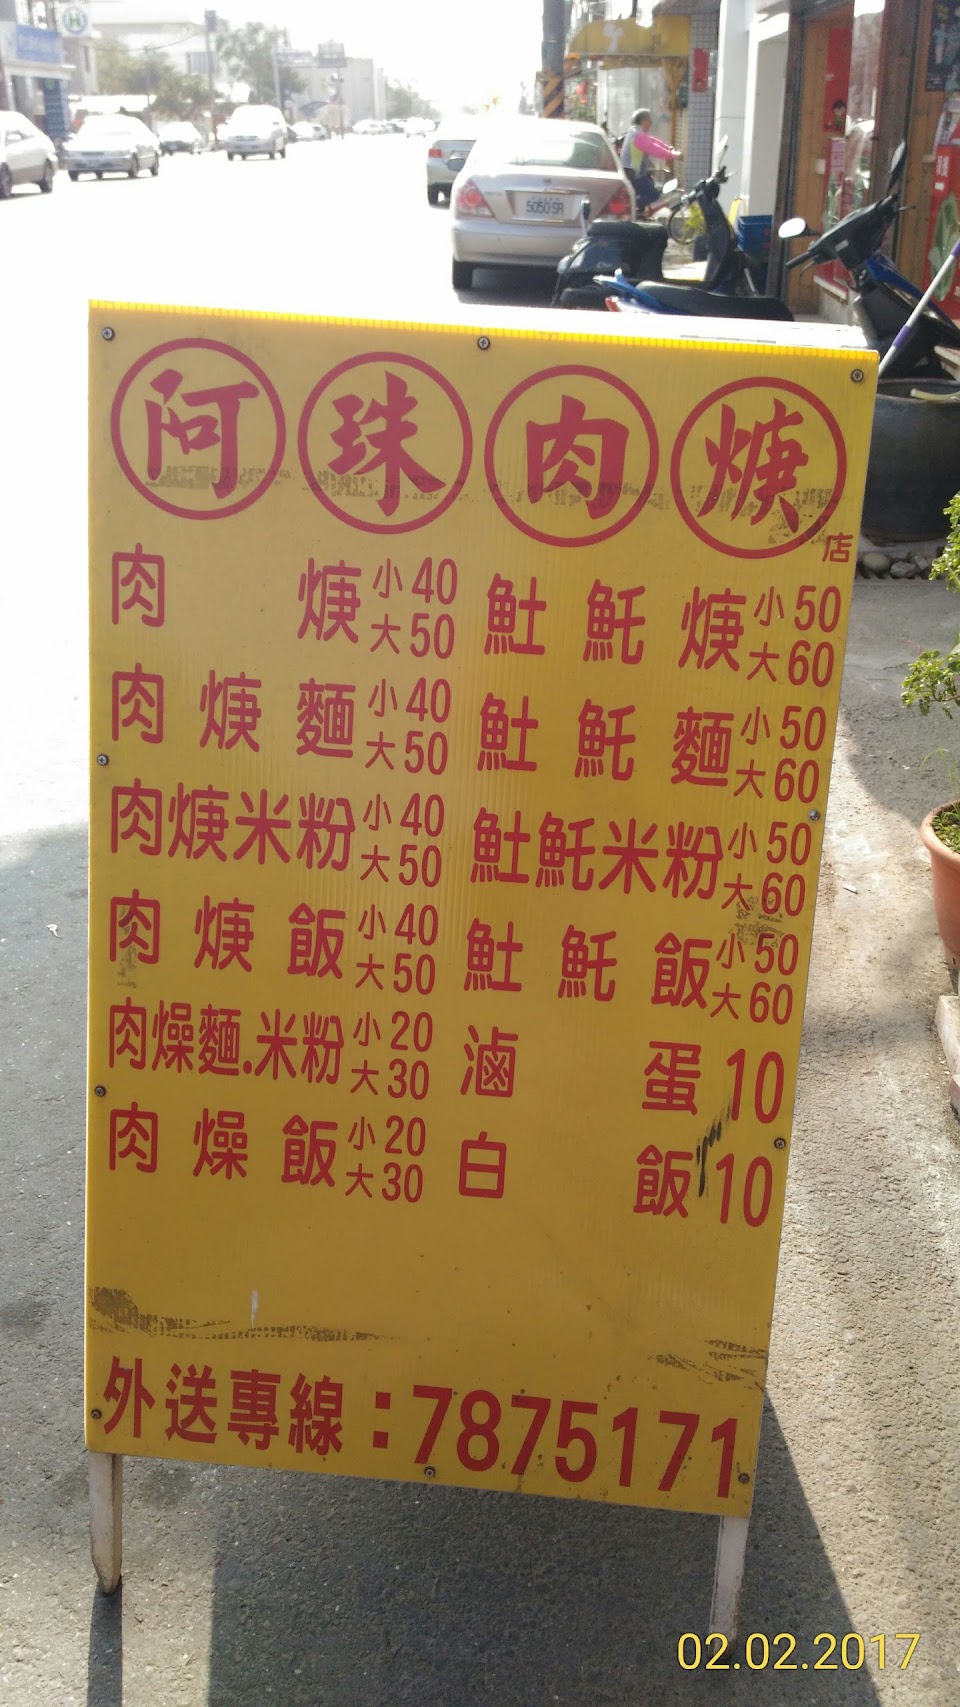 5050 SR
阿珠肉焿店
肉焿 小40 大50
肉焿麵 小40 大50
肉焿米粉 小40 大50
肉焿飯 小40 大50
肉燥麵.米粉 小20 大30
肉燥飯 小20 大30
魠魠焿 小50 大60
魠魠麵 小50 大60
魠魠米粉 小50 大60
魠魠飯 小50 大60
滷蛋 10
白飯 10
外送專線：7875171
02.02.2017